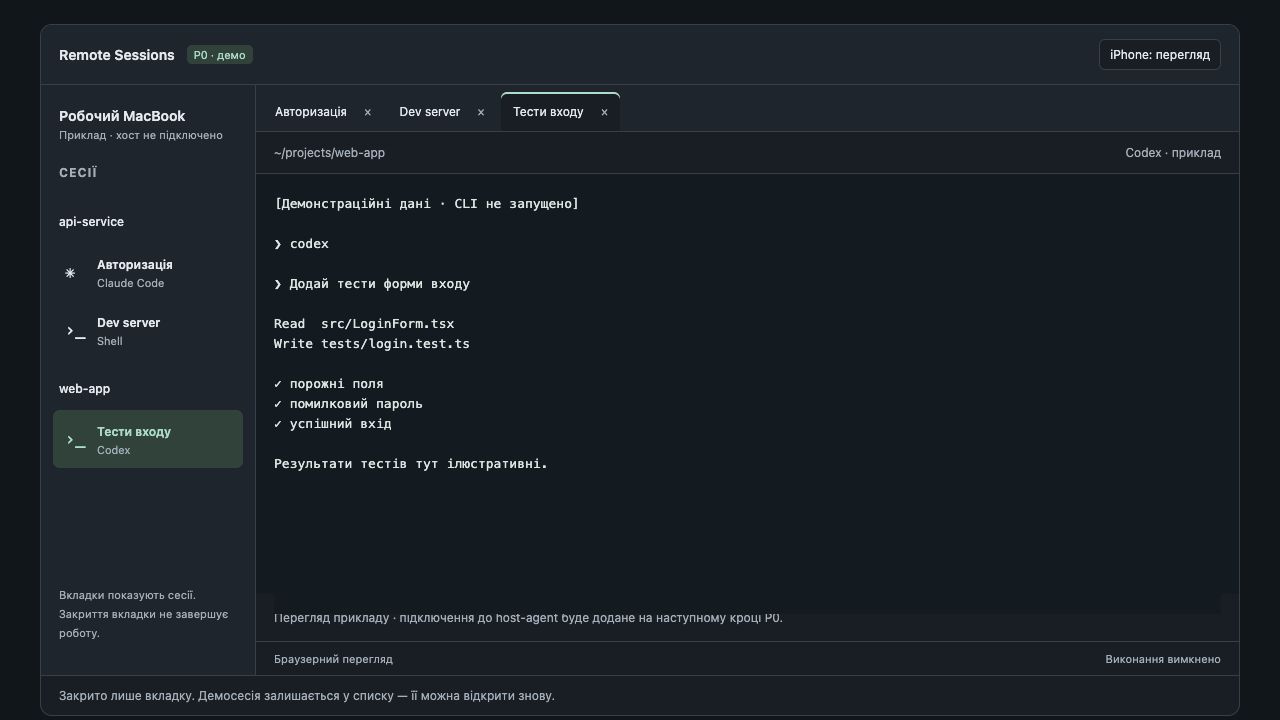 Remote Sessions P0 · демо
iPhone: перегляд
Робочий MacBook
Приклад · хост не підключено
СЕСІЇ
api-service
Авторизація
Claude Code
Dev server
Shell
web-app
Тести входу
Codex
Вкладки показують сесії.
Закриття вкладки не завершує
роботу.
Авторизація × Dev server × Тести входу ×
~/projects/web-app Codex · приклад
[Демонстраційні дані · CLI не запущено]
❯ codex
❯ Додай тести форми входу
Read src/LoginForm.tsx
Write tests/login.test.ts
✓ порожні поля
✓ помилковий пароль
✓ успішний вхід
Результати тестів тут ілюстративні.
Перегляд прикладу · підключення до host-agent буде додане на наступному кроці P0.
Браузерний перегляд Виконання вимкнено
Закрито лише вкладку. Демосесія залишається у списку — її можна відкрити знову.